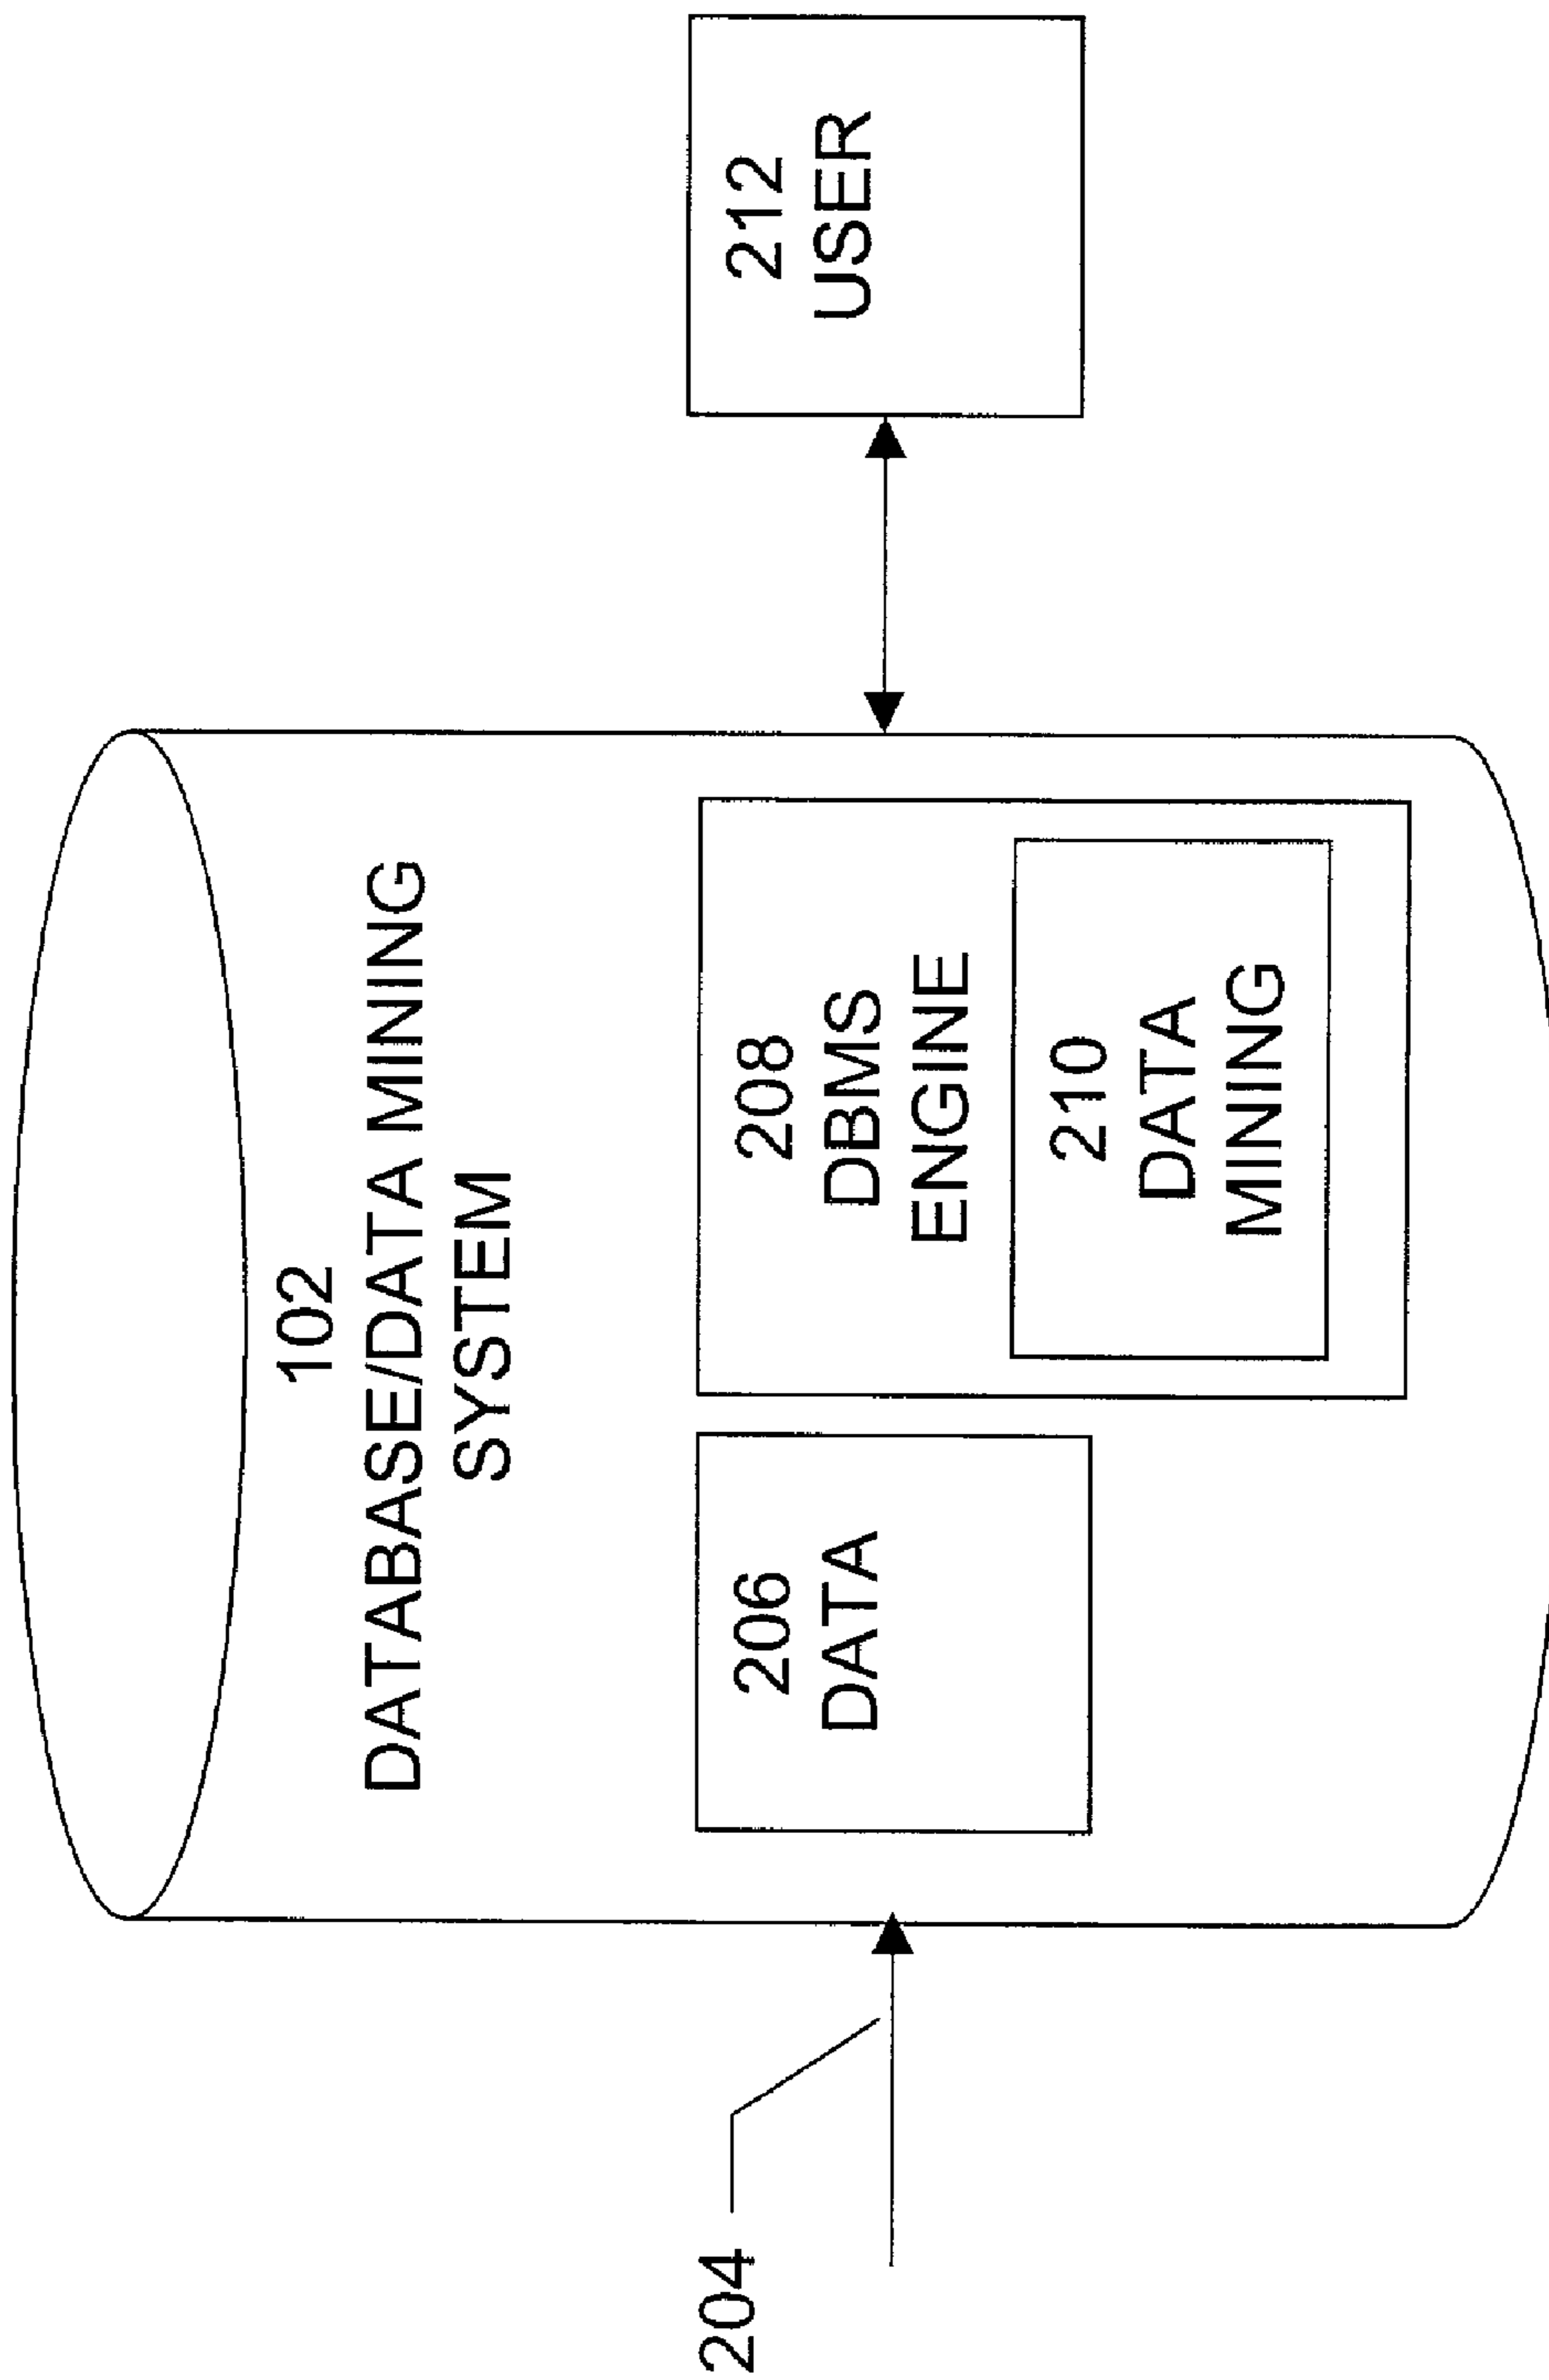 102
DATABASE/DATA MINING
SYSTEM
204
206
DATA
208
DBMS
ENGINE
210
DATA
MINING
212
USER